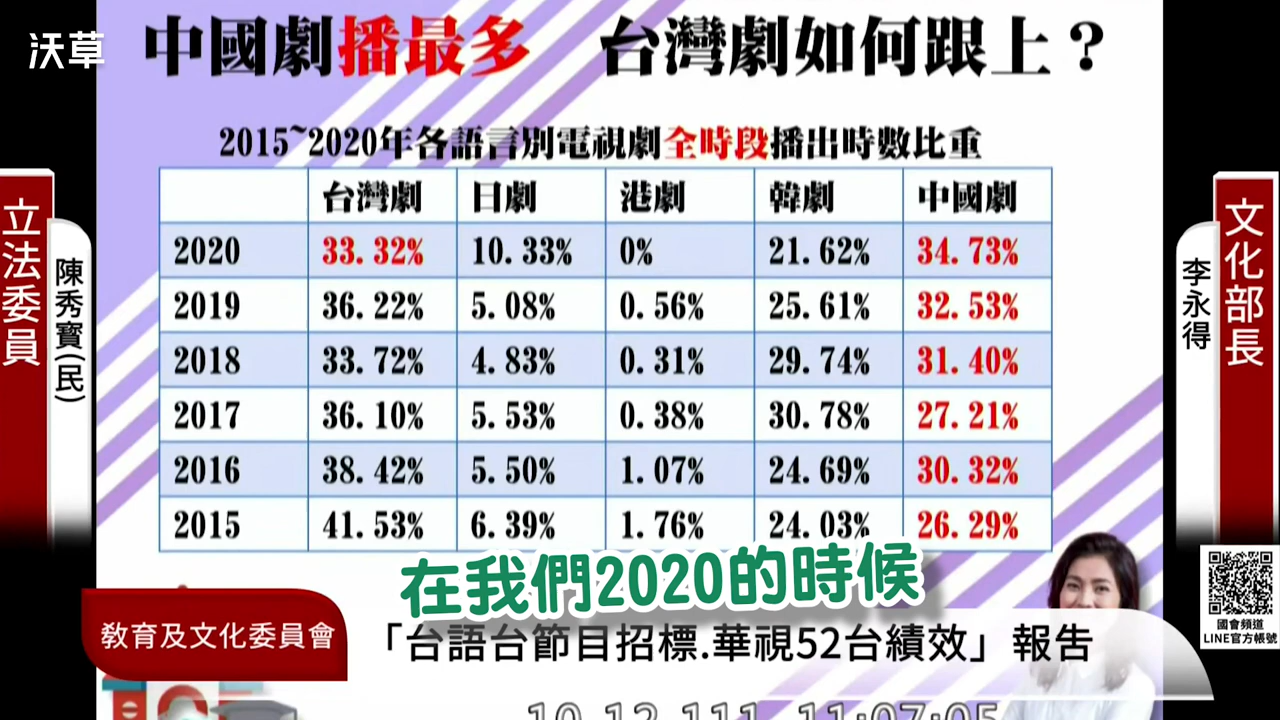 沃草
中國劇播最多 台灣劇如何跟上？
2015~2020年各語言別電視劇全時段播出時數比重
台灣劇 日劇 港劇 韓劇 中國劇
2020 33.32% 10.33% 0% 21.62% 34.73%
2019 36.22% 5.08% 0.56% 25.61% 32.53%
2018 33.72% 4.83% 0.31% 29.74% 31.40%
2017 36.10% 5.53% 0.38% 30.78% 27.21%
2016 38.42% 5.50% 1.07% 24.69% 30.32%
2015 41.53% 6.39% 1.76% 24.03% 26.29%
立法委員
陳秀寳(民)
文化部長
李永得
在我們2020的時候
教育及文化委員會
「台語台節目招標.華視52台績效」報告
國會頻道
LINE官方帳號
10.13.111 11:07:05